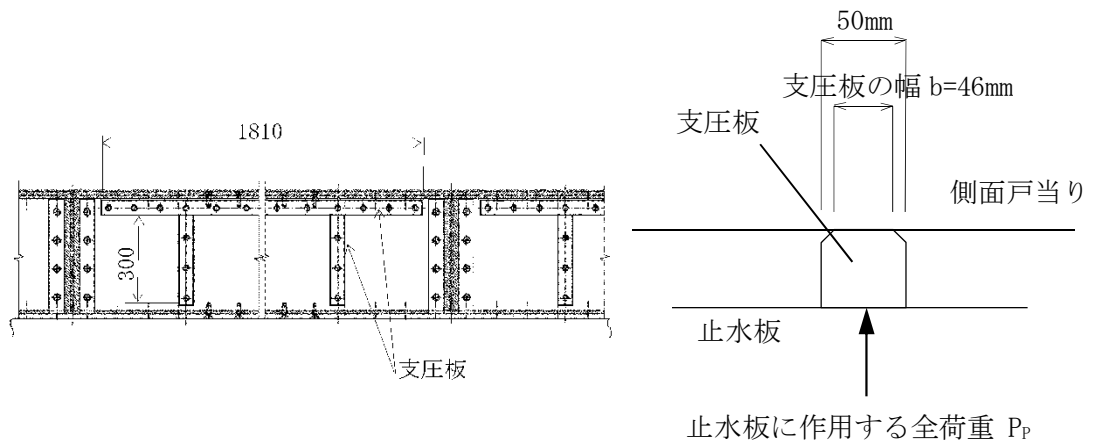 1810
300
支圧板
50mm
支圧板の幅 b=46mm
支圧板
側面戸当り
止水板
止水板に作用する全荷重 PP